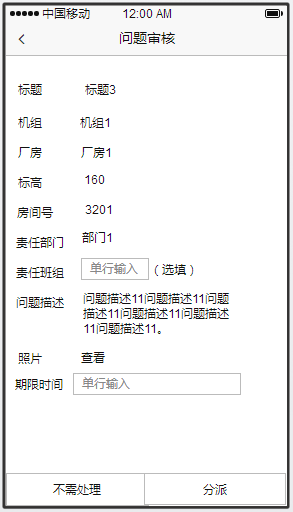 中国移动 12:00 AM
问题审核
标题 标题3
机组 机组1
厂房 厂房1
标高 160
房间号 3201
责任部门 部门1
责任班组 单行输入 （选填）
问题描述 问题描述11问题描述11问题
描述11问题描述11问题描述
11问题描述11。
照片 查看
期限时间 单行输入
不需处理 分派